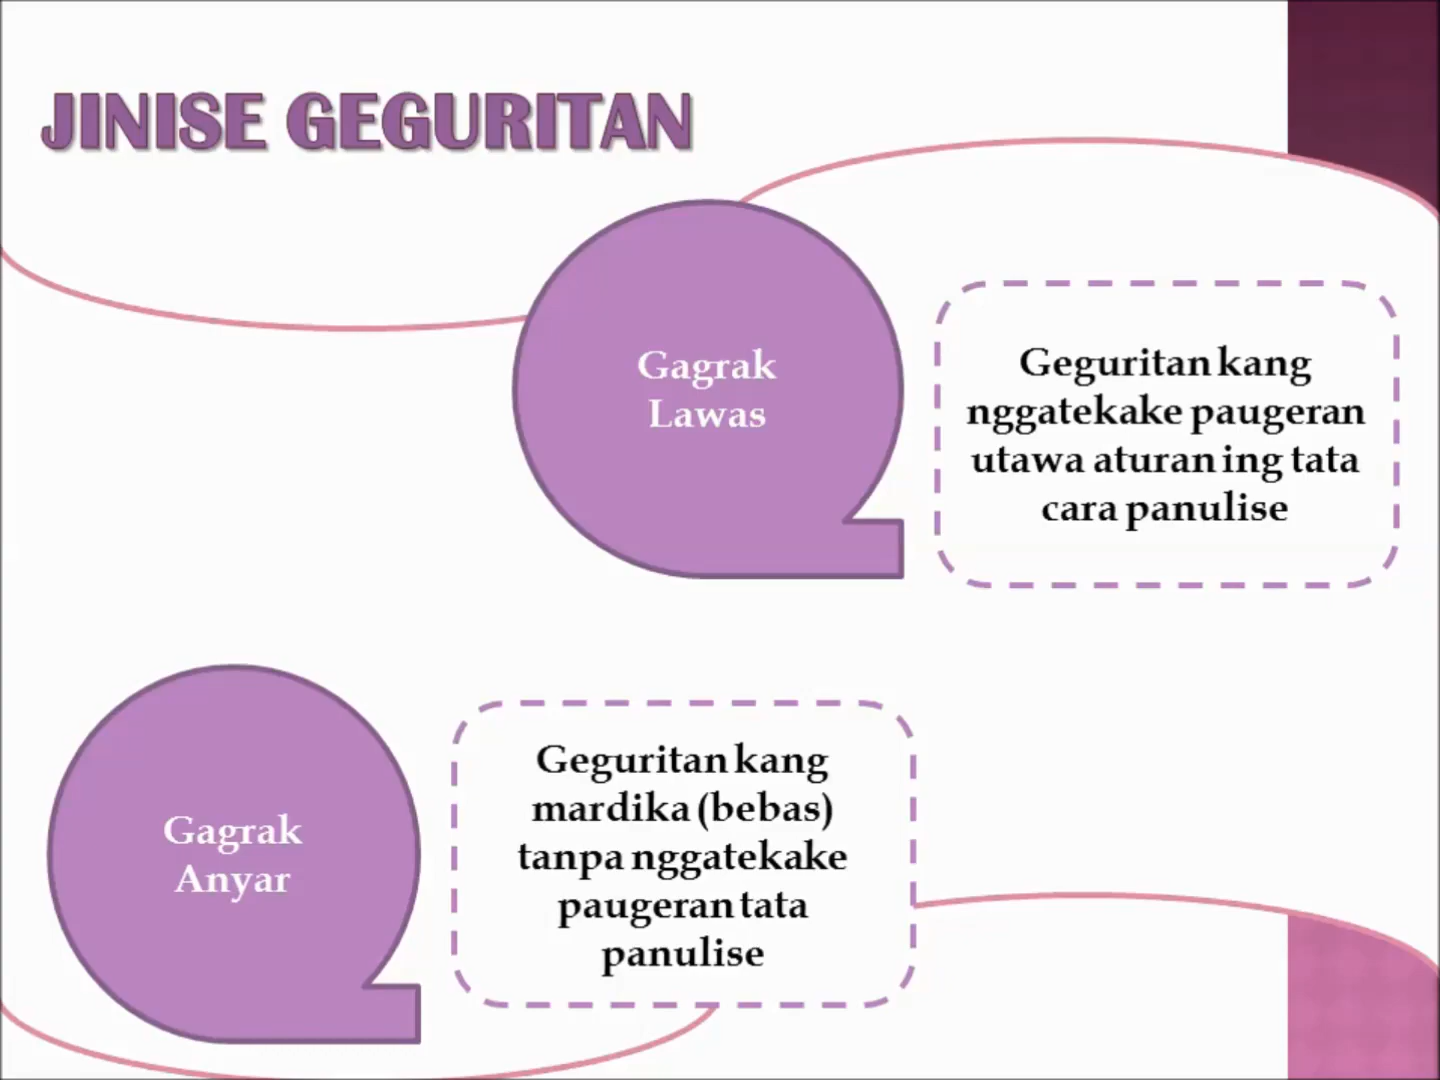 JINISE GEGURITAN
Gagrak
Lawas
Geguritan kang
nggatekake paugeran
utawa aturan ing tata
cara panulise
Gagrak
Anyar
Geguritan kang
mardika (bebas)
tanpa nggatekake
paugeran tata
panulise